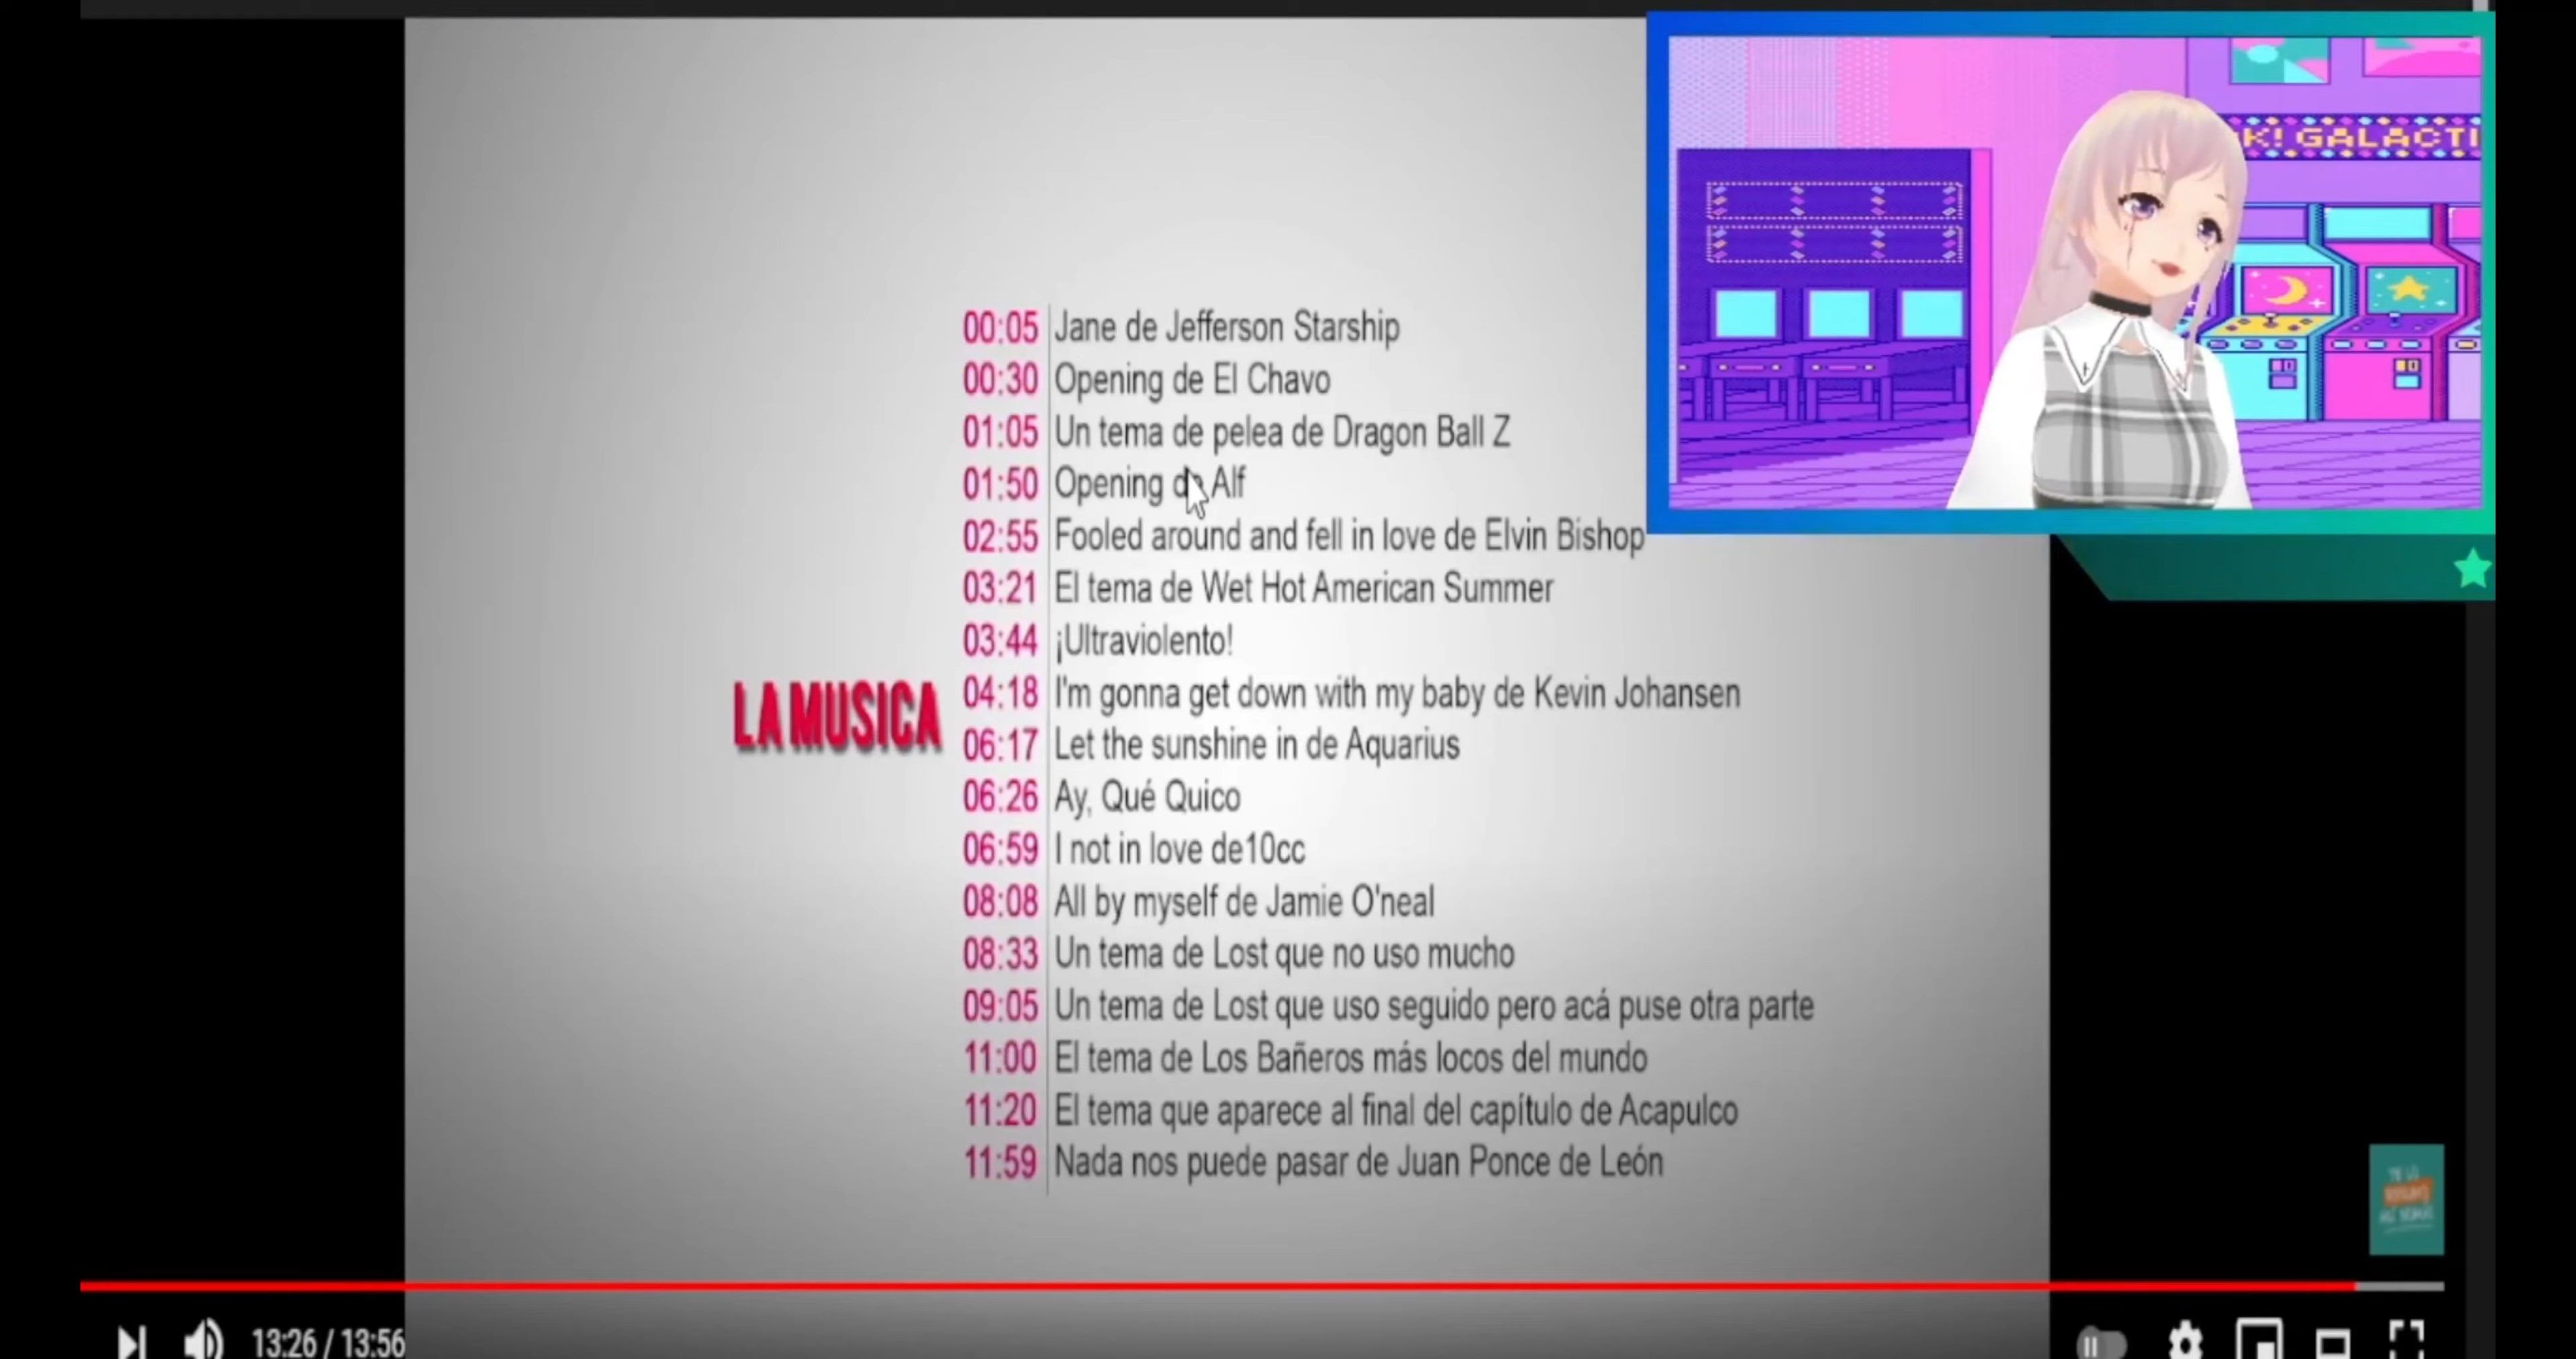 K! GALACTI
00:05 Jane de Jefferson Starship
00:30 Opening de El Chavo
01:05 Un tema de pelea de Dragon Ball Z
01:50 Opening de Alf
02:55 Fooled around and fell in love de Elvin Bishop
03:21 El tema de Wet Hot American Summer
03:44 ¡Ultraviolento!
LA MUSICA
04:18 I'm gonna get down with my baby de Kevin Johansen
06:17 Let the sunshine in de Aquarius
06:26 Ay, Qué Quico
06:59 I not in love de10cc
08:08 All by myself de Jamie O'neal
08:33 Un tema de Lost que no uso mucho
09:05 Un tema de Lost que uso seguido pero acá puse otra parte
11:00 El tema de Los Bañeros más locos del mundo
11:20 El tema que aparece al final del capítulo de Acapulco
11:59 Nada nos puede pasar de Juan Ponce de León
TE LO
RESUMO
ASÍ NOMÁS
13:26 / 13:56